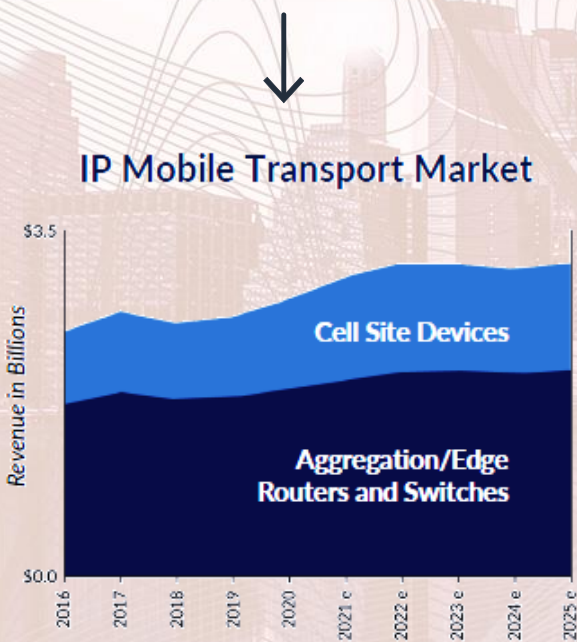 IP Mobile Transport Market
$3.5
Revenue in Billions
Cell Site Devices
Aggregation/Edge
Routers and Switches
$0.0
2016
2017
2018
2019
2020
2021 e
2022 e
2023 e
2024 e
2025 e